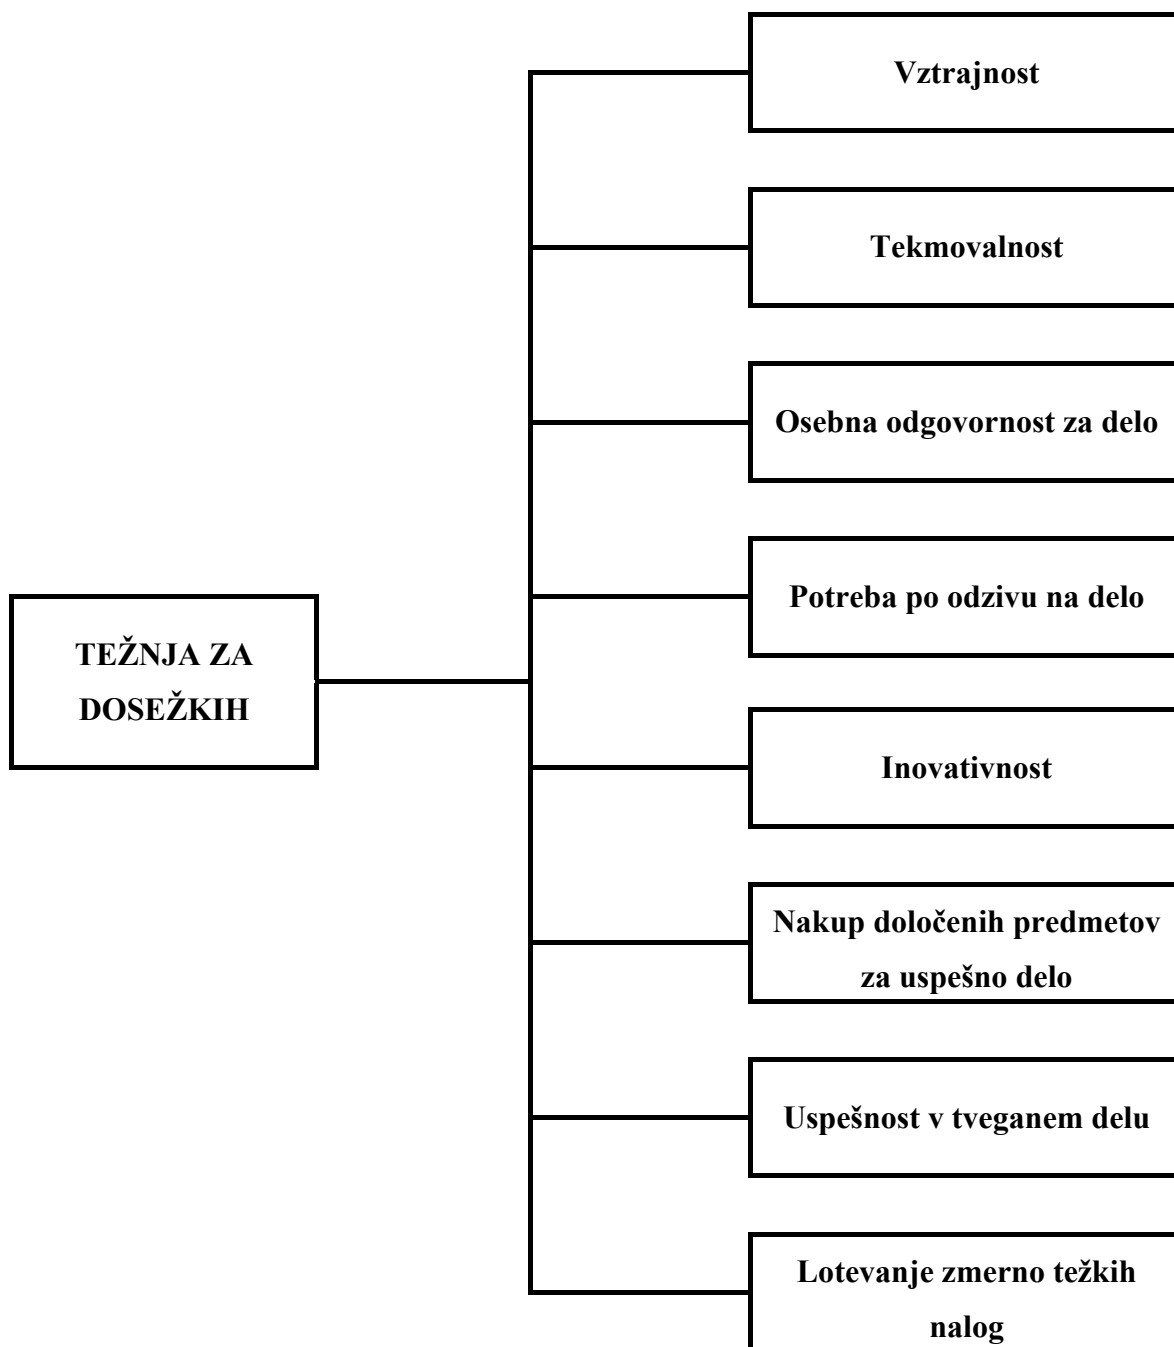 Vztrajnost
Tekmovalnost
Osebna odgovornost za delo
Potreba po odzivu na delo
TEŽNJA ZA
DOSEŽKIH
Inovativnost
Nakup določenih predmetov
za uspešno delo
Uspešnost v tveganem delu
Lotevanje zmerno težkih
nalog